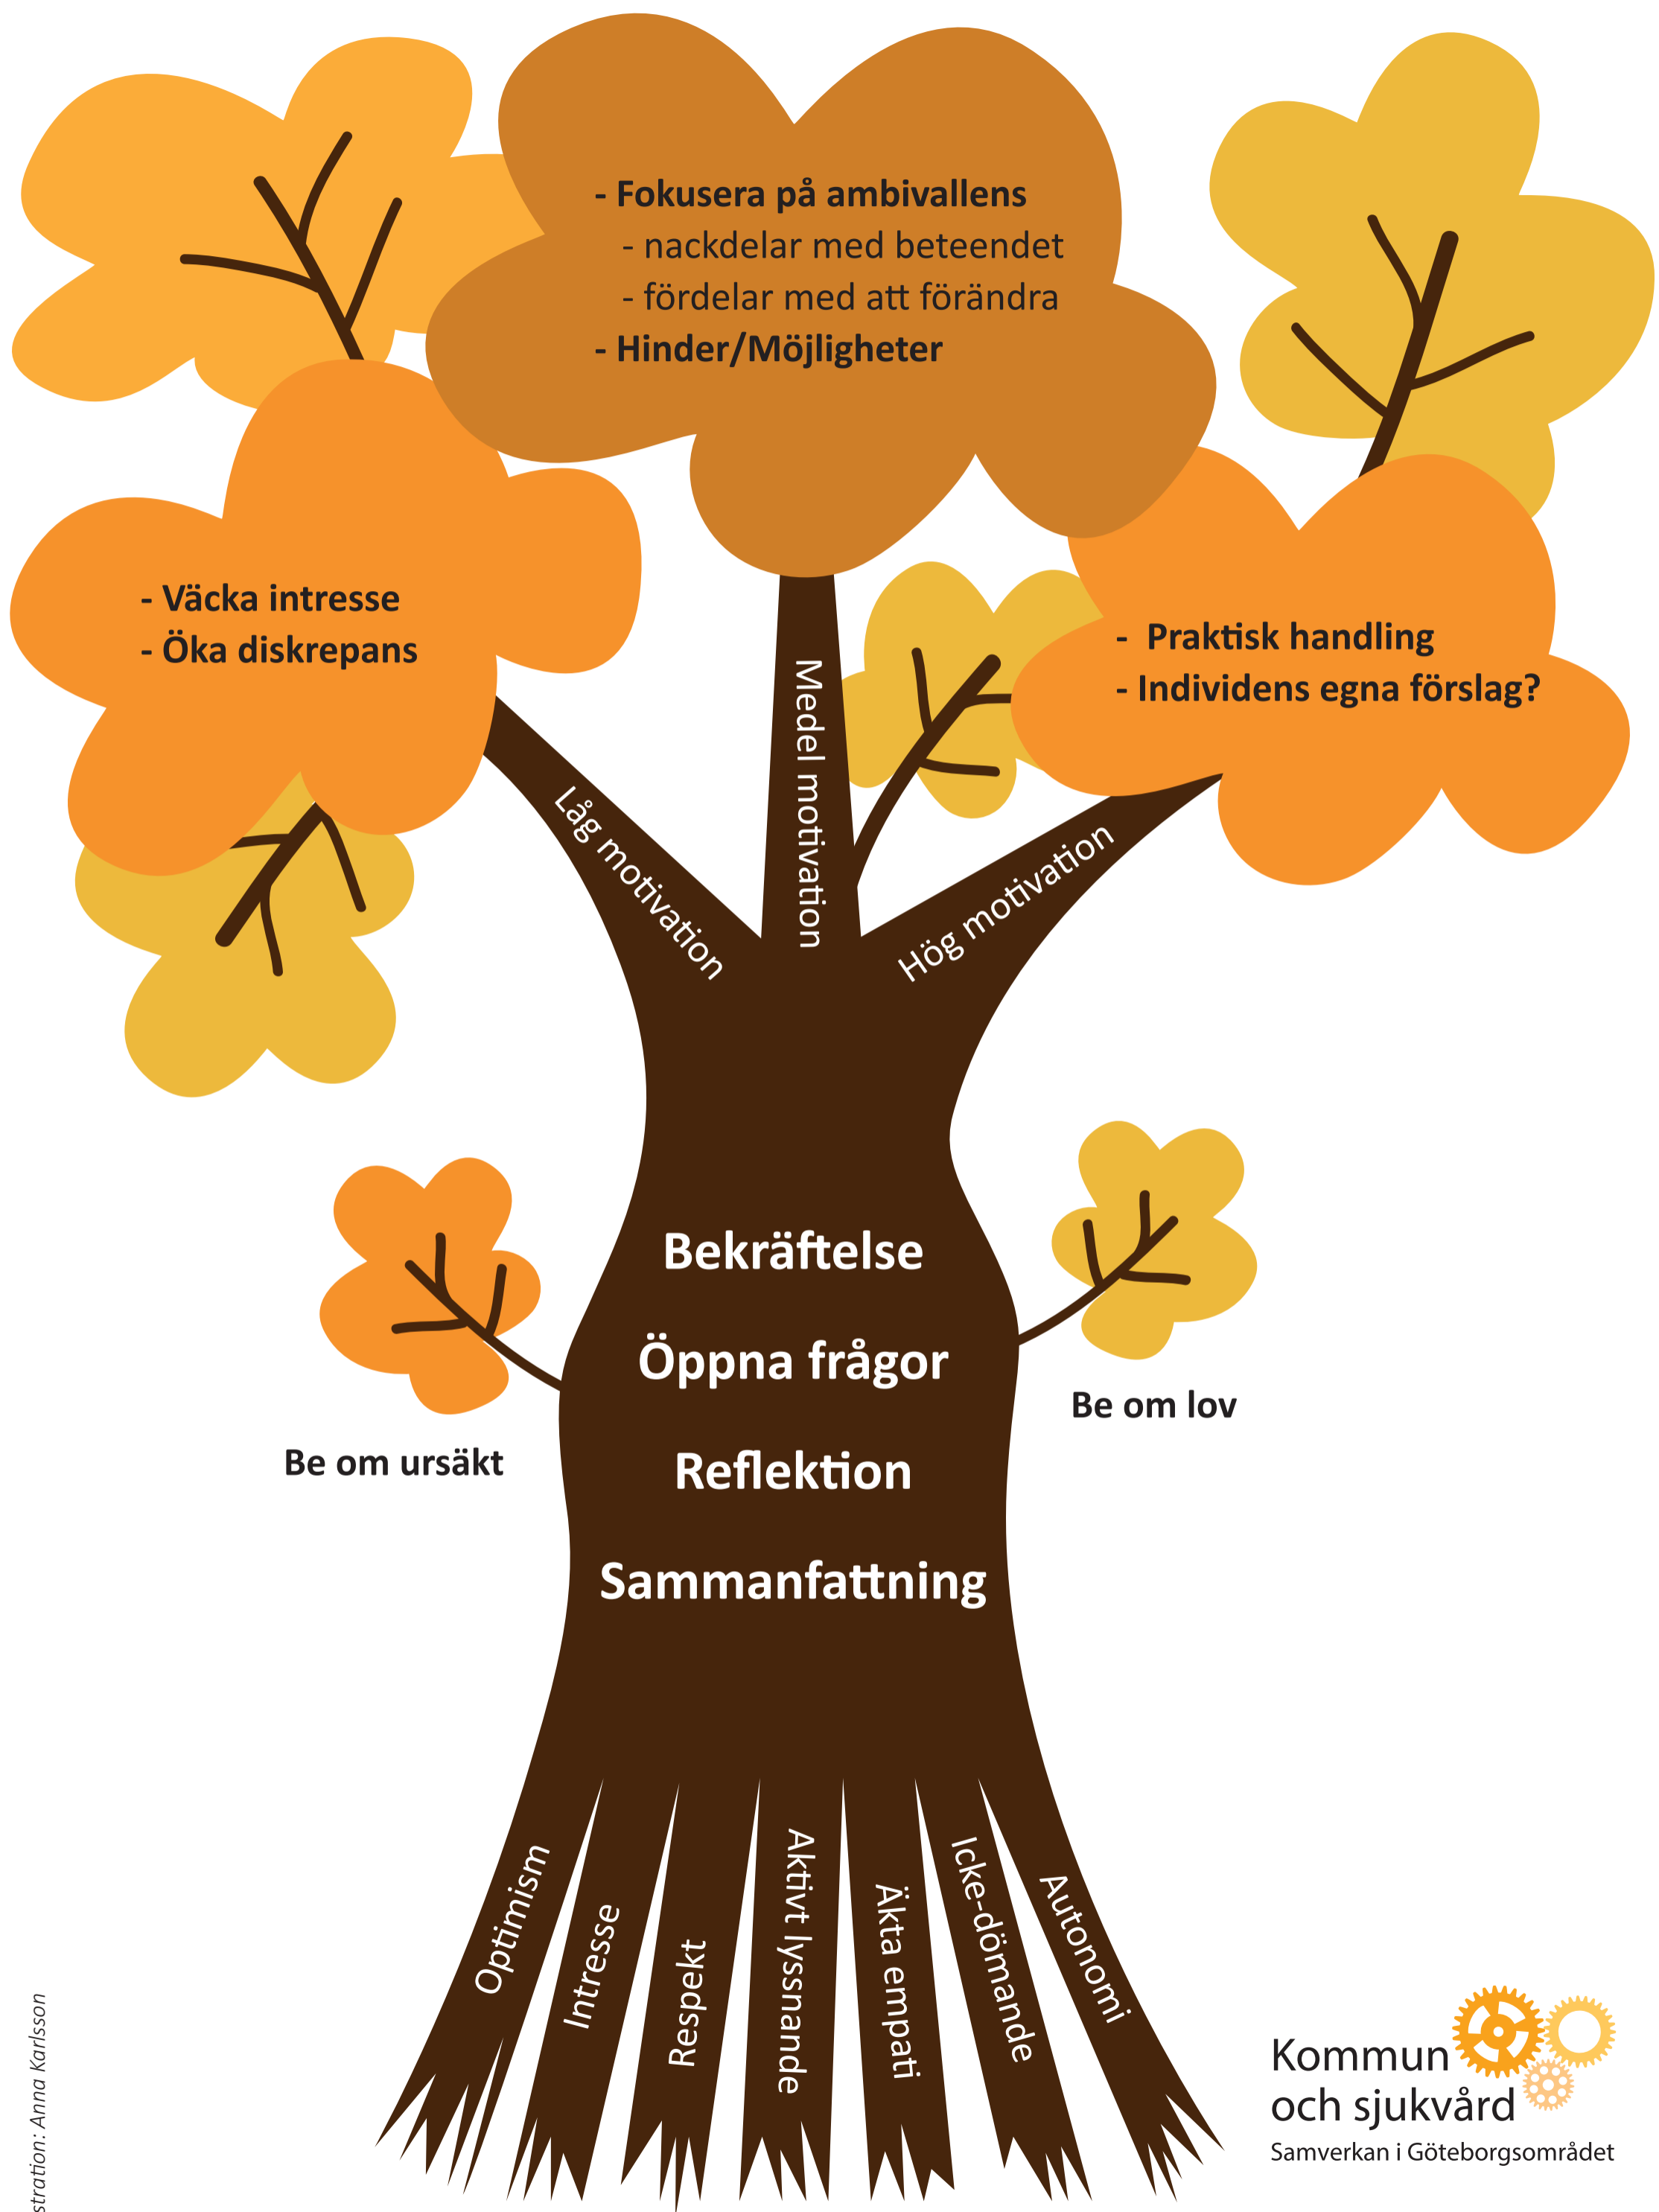 - Fokusera på ambivallens
- nackdelar med beteendet
- fördelar med att förändra
- Hinder/Möjligheter
- Väcka intresse
- Öka diskrepans
- Praktisk handling
- Individens egna förslag?
Låg motivation
Medel motivation
Hög motivation
Bekräftelse
Öppna frågor
Reflektion
Sammanfattning
Be om ursäkt
Be om lov
Optimism
Intresse
Respekt
Aktivt lyssnande
Äkta empati
Icke-dömande
Autonomi
stration: Anna Karlsson
Kommun
och sjukvård
Samverkan i Göteborgsområdet